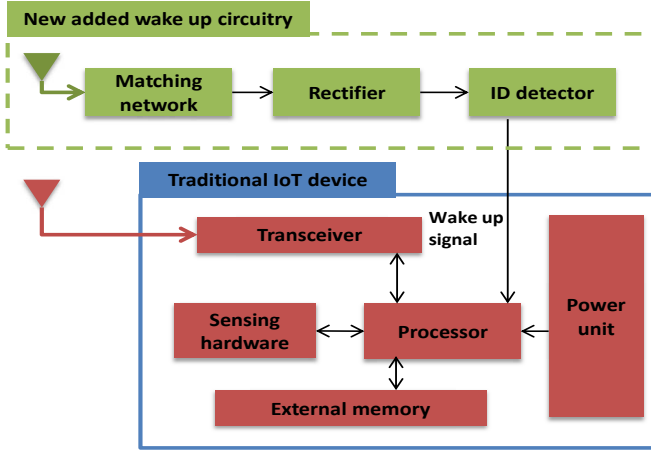 New added wake up circuitry
Matching
network
Rectifier
ID detector
Traditional IoT device
Transceiver
Wake up
signal
Sensing
hardware
Processor
Power
unit
External memory